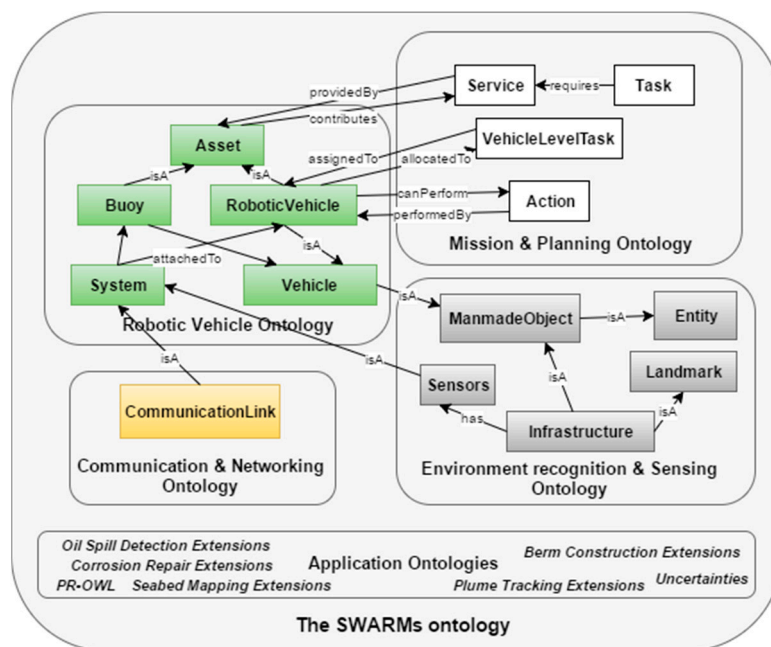 providedBy
Service
requires
Task
contributes
Asset
assignedTo
allocatedTo
VehicleLevelTask
isA
isA
Buoy
RoboticVehicle
canPerform
performedBy
Action
Mission & Planning Ontology
attachedTo
isA
System
Vehicle
Robotic Vehicle Ontology
isA
ManmadeObject
isA
Entity
isA
isA
Sensors
isA
Landmark
isA
has
Infrastructure
CommunicationLink
Communication & Networking
Ontology
Environment recognition & Sensing
Ontology
Oil Spill Detection Extensions
Corrosion Repair Extensions
PR-OWL Seabed Mapping Extensions
Application Ontologies
Berm Construction Extensions
Plume Tracking Extensions
Uncertainties
The SWARMs ontology